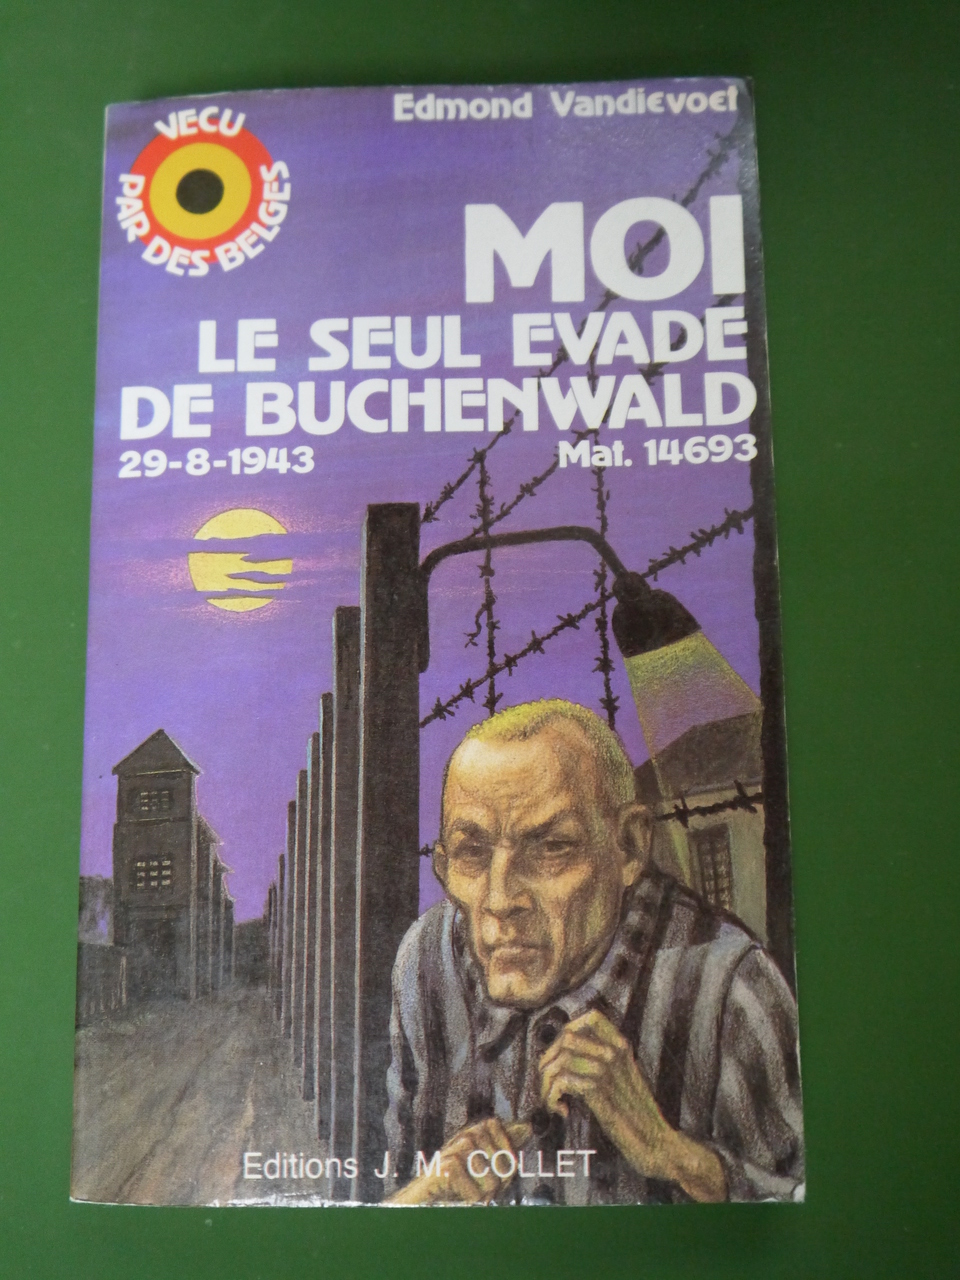 Edmond Vandievoet
VECU
PAR DES BELGES
MOI
LE SEUL EVADE
DE BUCHENWALD
29-8-1943 Mat. 14693
Editions J. M. COLLET